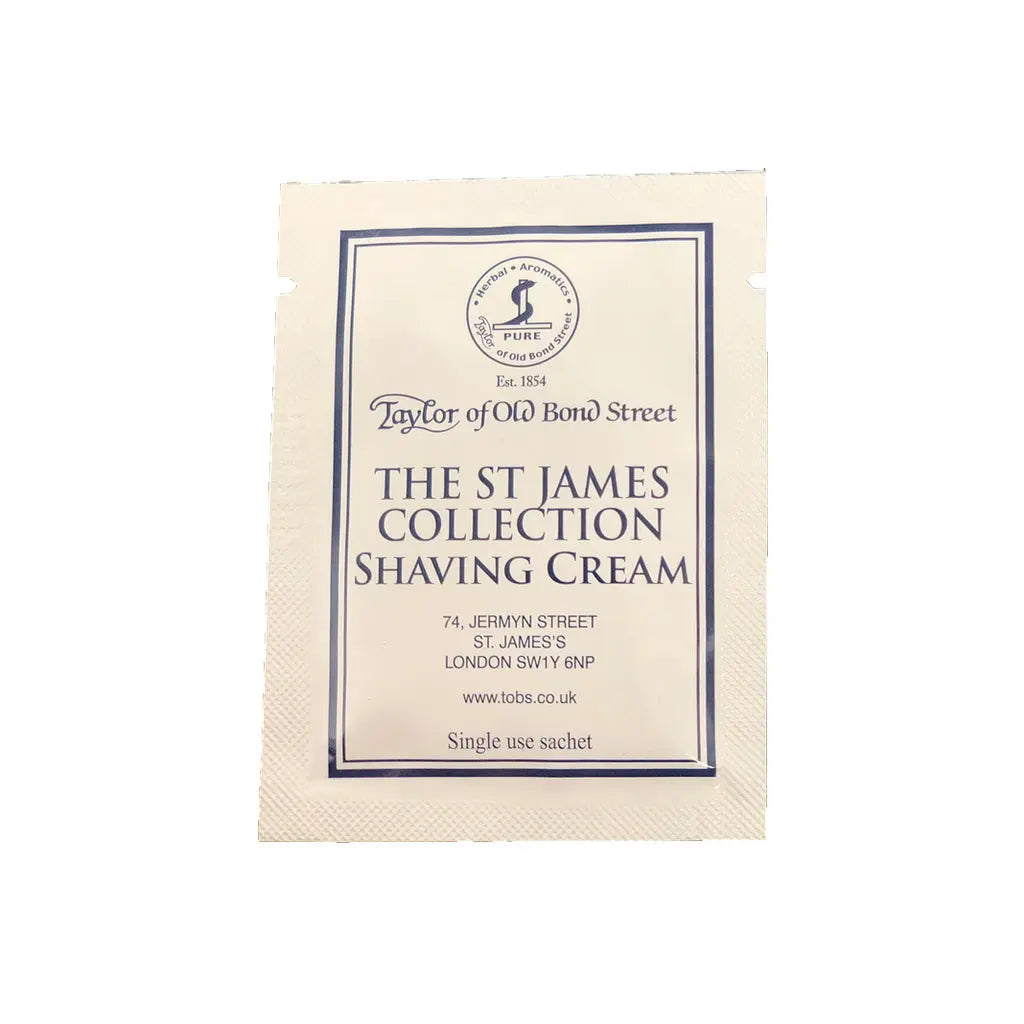 • Herbal • Aromatics •
PURE
Taylor of Old Bond Street
Est. 1854
Taylor of Old Bond Street
THE ST JAMES
COLLECTION
SHAVING CREAM
74, JERMYN STREET
ST. JAMES'S
LONDON SW1Y 6NP
www.tobs.co.uk
Single use sachet